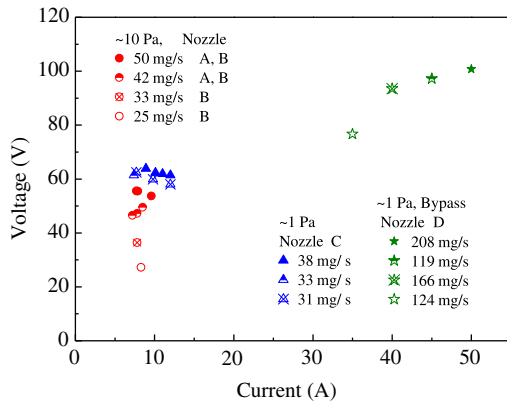 ~10 Pa, Nozzle
50 mg/s A, B
42 mg/s A, B
33 mg/s B
25 mg/s B
~1 Pa
Nozzle C
38 mg/ s
33 mg/ s
31 mg/ s
~1 Pa, Bypass
Nozzle D
208 mg/s
119 mg/s
166 mg/s
124 mg/s
Voltage (V)
120
100
80
60
40
20
0
0 10 20 30 40 50
Current (A)